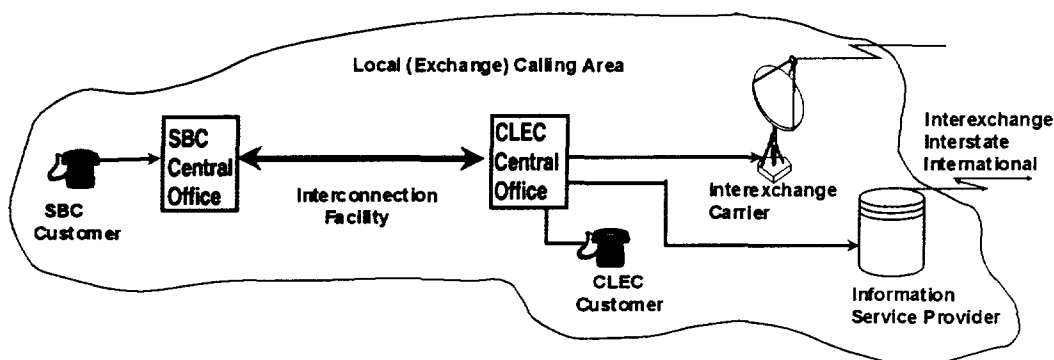 Local (Exchange) Calling Area
SBC
Central
Office
CLEC
Central
Office
Interexchange
Interstate
International
Interconnection
Facility
Interexchange
Carrier
SBC
Customer
CLEC
Customer
Information
Service Provider